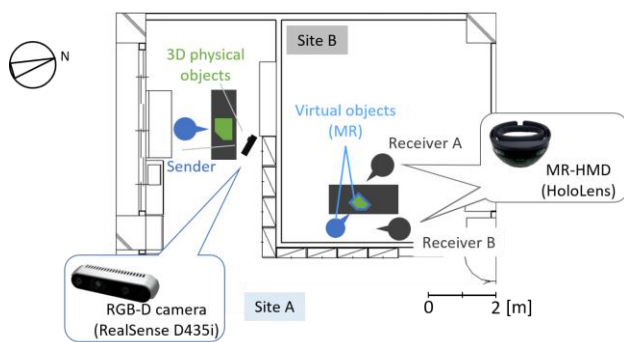 N
Site B
3D physical
objects
Virtual objects
(MR)
Receiver A
MR-HMD
(HoloLens)
Sender
Receiver B
RGB-D camera
(RealSense D435i)
Site A
0 2 [m]